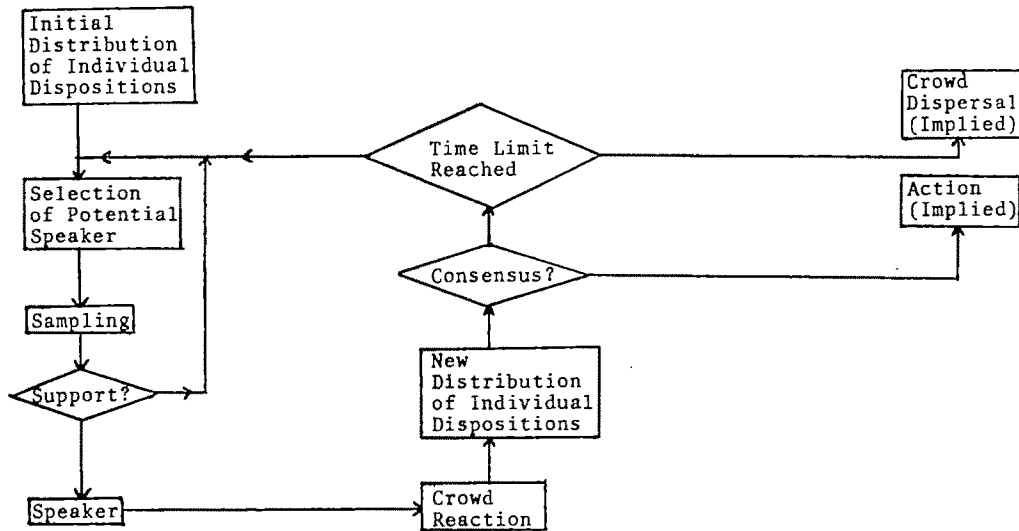 Initial
Distribution
of Individual
Dispositions
Selection
of Potential
Speaker
Sampling
Support?
Speaker
Crowd
Reaction
New
Distribution
of Individual
Dispositions
Consensus?
Time Limit
Reached
Crowd
Dispersal
(Implied)
Action
(Implied)